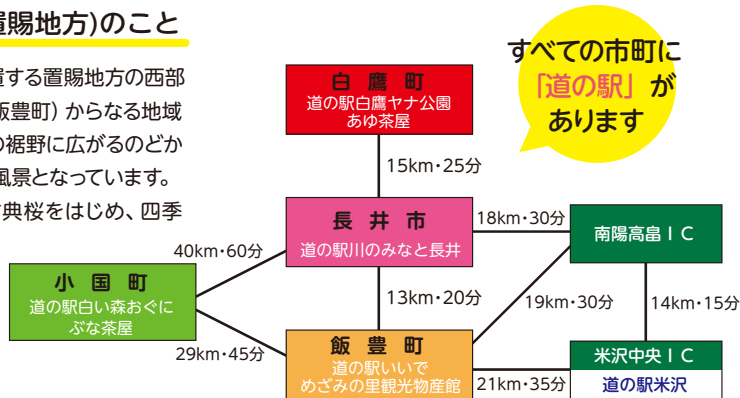 置賜地方)のこと
置する置賜地方の西部
飯豊町) からなる地域
の裾野に広がるのどか
風景となっています。
典桜をはじめ、四季
すべての市町に
「道の駅」が
あります
白鷹町
道の駅白鷹ヤナ公園
あゆ茶屋
15km・25分
長井市
道の駅川のみなと長井
18km・30分
南陽高畠IC
40km・60分
小国町
道の駅白い森おぐに
ぶな茶屋
13km・20分
19km・30分
14km・15分
29km・45分
飯豊町
道の駅いいで
めざみの里観光物産館
21km・35分
米沢中央IC
道の駅米沢